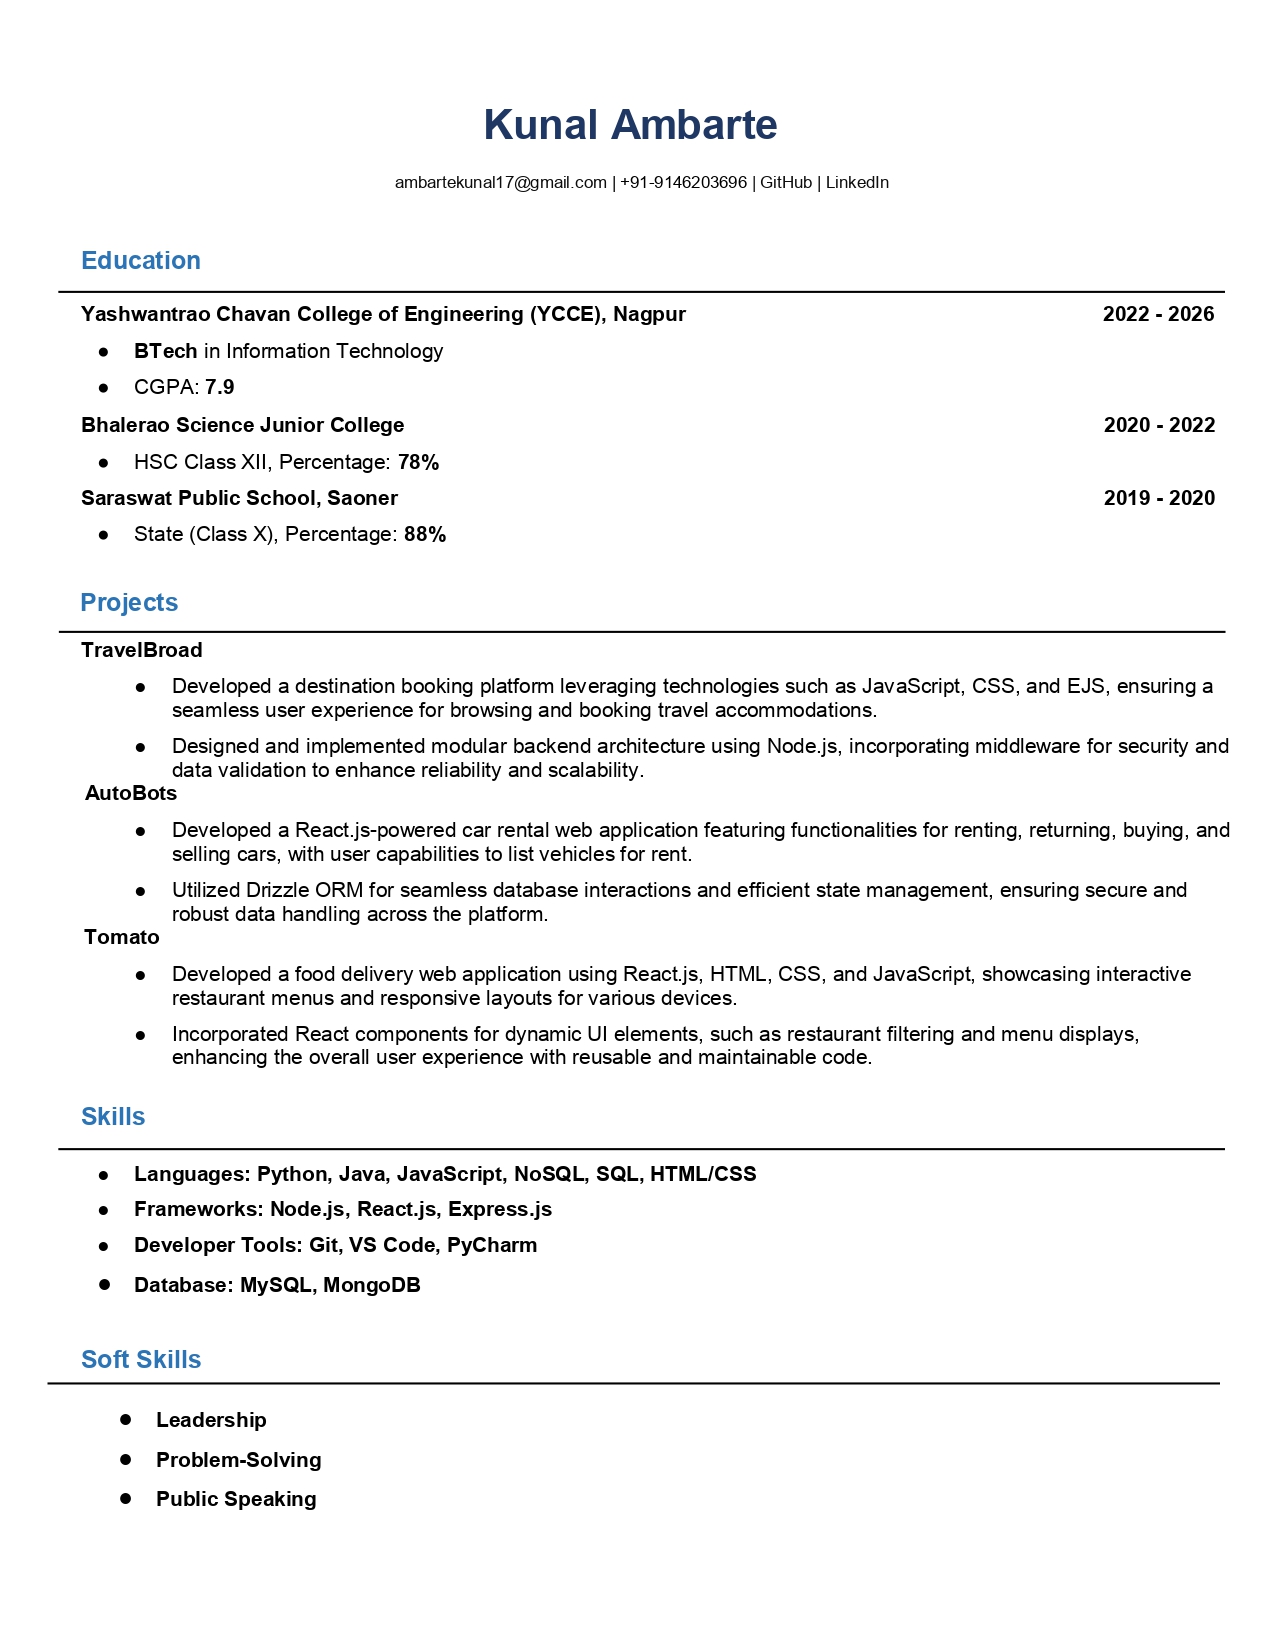 Kunal Ambarte
ambartekunal17@gmail.com | +91-9146203696 | GitHub | LinkedIn
Education
Yashwantrao Chavan College of Engineering (YCCE), Nagpur 2022 - 2026
● BTech in Information Technology
● CGPA: 7.9
Bhalerao Science Junior College 2020 - 2022
● HSC Class XII, Percentage: 78%
Saraswat Public School, Saoner 2019 - 2020
● State (Class X), Percentage: 88%
Projects
TravelBroad
● Developed a destination booking platform leveraging technologies such as JavaScript, CSS, and EJS, ensuring a
seamless user experience for browsing and booking travel accommodations.
● Designed and implemented modular backend architecture using Node.js, incorporating middleware for security and
data validation to enhance reliability and scalability.
AutoBots
● Developed a React.js-powered car rental web application featuring functionalities for renting, returning, buying, and
selling cars, with user capabilities to list vehicles for rent.
● Utilized Drizzle ORM for seamless database interactions and efficient state management, ensuring secure and
robust data handling across the platform.
Tomato
● Developed a food delivery web application using React.js, HTML, CSS, and JavaScript, showcasing interactive
restaurant menus and responsive layouts for various devices.
● Incorporated React components for dynamic UI elements, such as restaurant filtering and menu displays,
enhancing the overall user experience with reusable and maintainable code.
Skills
● Languages: Python, Java, JavaScript, NoSQL, SQL, HTML/CSS
● Frameworks: Node.js, React.js, Express.js
● Developer Tools: Git, VS Code, PyCharm
● Database: MySQL, MongoDB
Soft Skills
● Leadership
● Problem-Solving
● Public Speaking